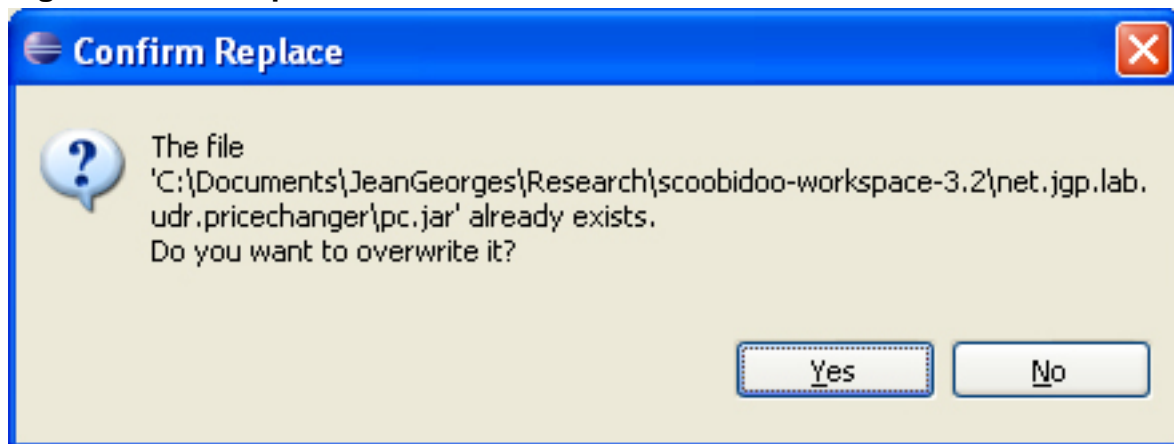 Confirm Replace
The file
'C:\Documents\JeanGeorges\Research\scoobidoo-workspace-3.2\net.jgp.lab.
udr.pricechanger\pc.jar' already exists.
Do you want to overwrite it?
Yes No